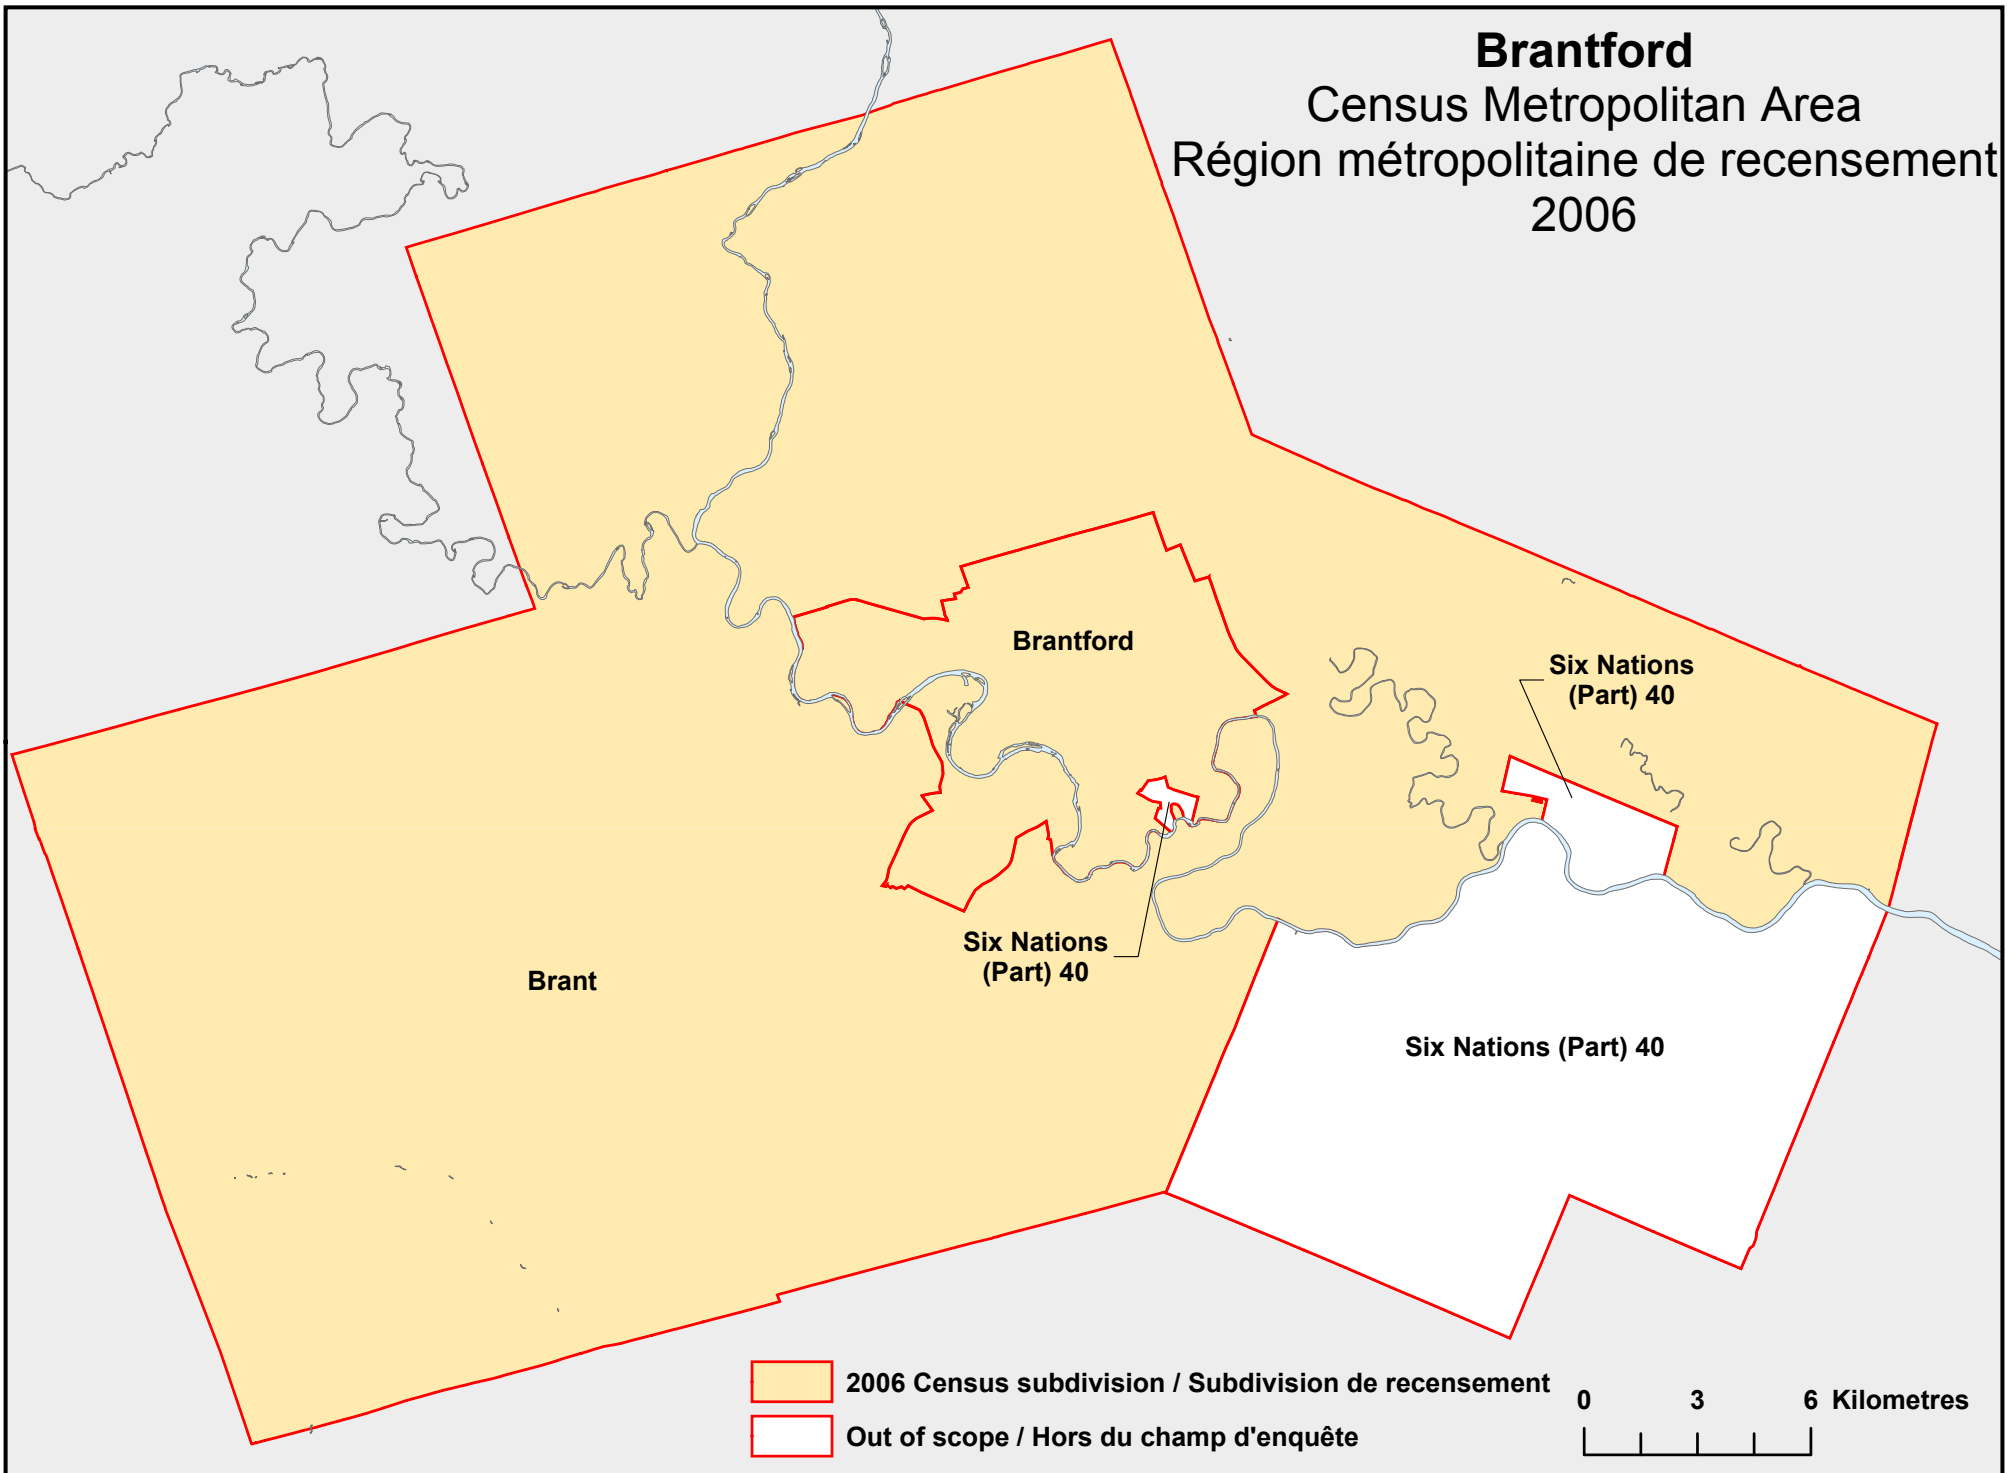 Brantford
Census Metropolitan Area
Région métropolitaine de recensement
2006
Brantford
Six Nations
(Part) 40
Six Nations
(Part) 40
Brant
Six Nations (Part) 40
2006 Census subdivision / Subdivision de recensement
Out of scope / Hors du champ d'enquête
0 3 6 Kilometres